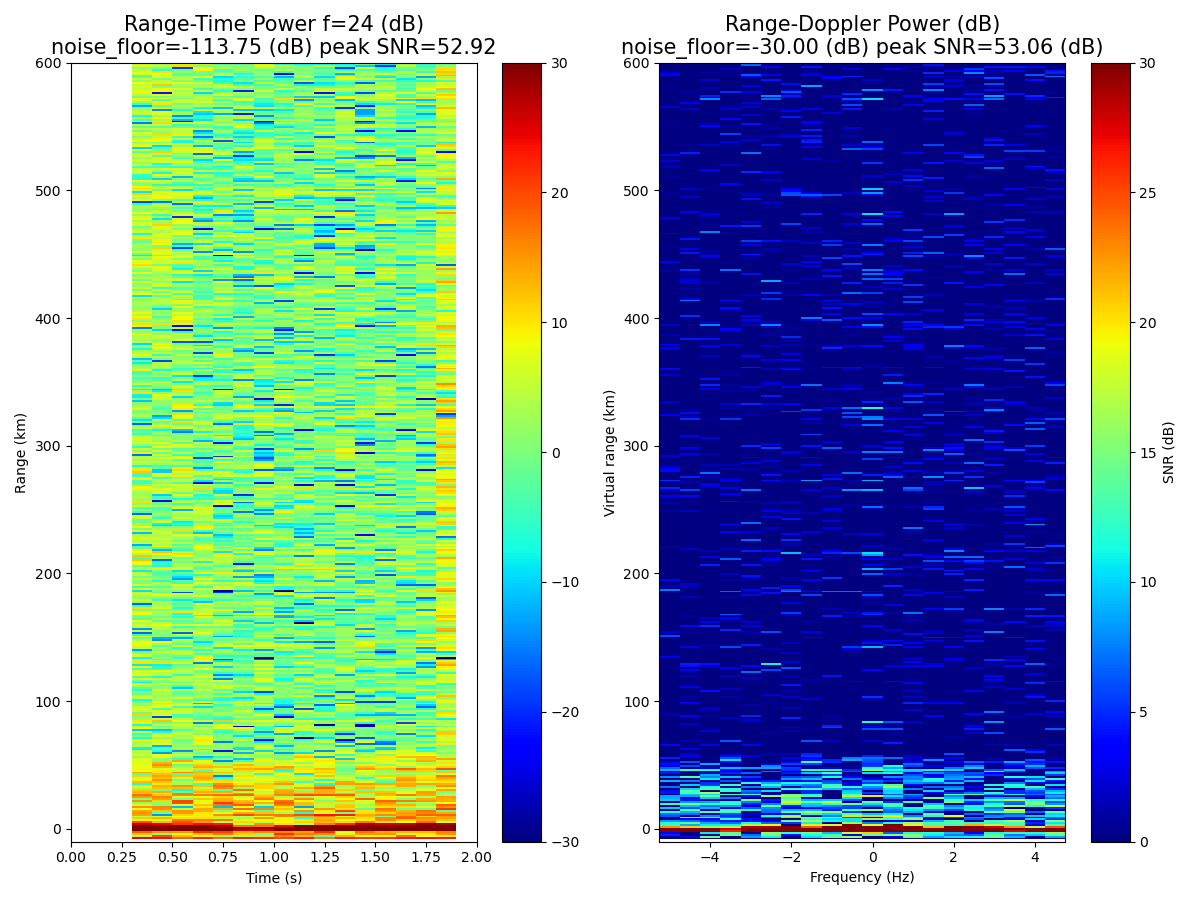 Range-Time Power f=24 (dB)
noise_floor=-113.75 (dB) peak SNR=52.92
Range-Doppler Power (dB)
noise_floor=-30.00 (dB) peak SNR=53.06 (dB)
600
500
400
300
200
100
0
Range (km)
0.00 0.25 0.50 0.75 1.00 1.25 1.50 1.75 2.00
Time (s)
30
20
10
0
−10
−20
−30
600
500
400
300
200
100
0
Virtual range (km)
−4 −2 0 2 4
Frequency (Hz)
30
25
20
15
10
5
0
SNR (dB)